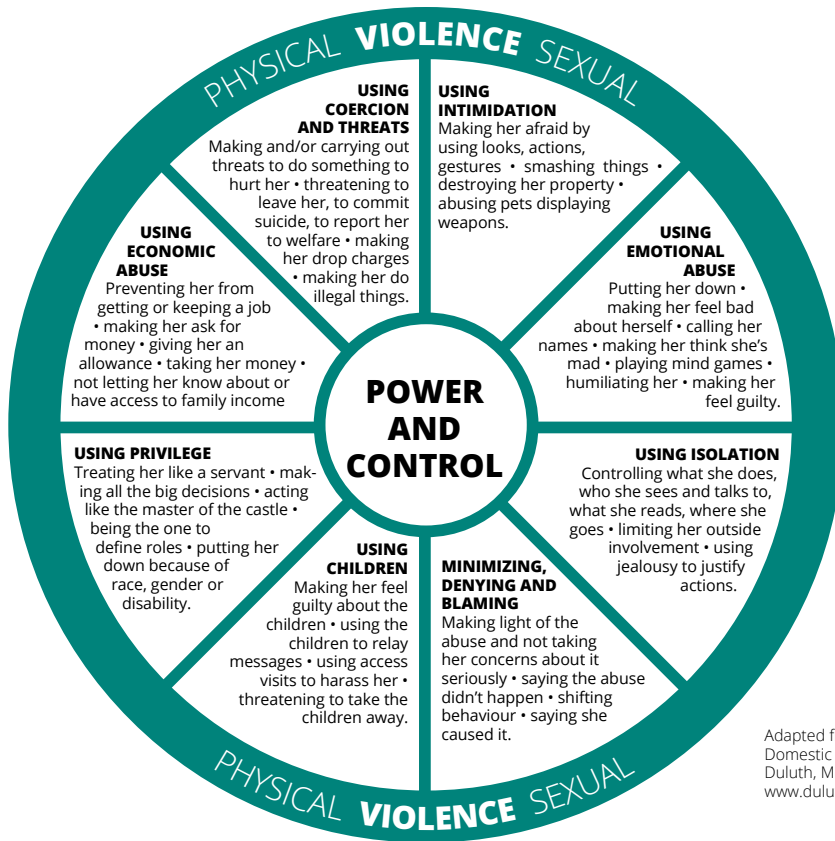 PHYSICAL VIOLENCE SEXUAL
USING
COERCION
AND THREATS
Making and/or carrying out
threats to do something to
hurt her • threatening to
leave her, to commit
suicide, to report her
to welfare • making
her drop charges
• making her do
illegal things.
USING
INTIMIDATION
Making her afraid by
using looks, actions,
gestures • smashing things •
destroying her property •
abusing pets displaying
weapons.
USING
EMOTIONAL
ABUSE
Putting her down •
making her feel bad
about herself • calling her
names • making her think she's
mad • playing mind games •
humiliating her • making her
feel guilty.
USING ISOLATION
Controlling what she does,
who she sees and talks to,
what she reads, where she
goes • limiting her outside
involvement • using
jealousy to justify
actions.
MINIMIZING,
DENYING AND
BLAMING
Making light of the
abuse and not taking
her concerns about it
seriously • saying the abuse
didn't happen • shifting
behaviour • saying she
caused it.
USING
CHILDREN
Making her feel
guilty about the
children • using the
children to relay
messages • using access
visits to harass her •
threatening to take the
children away.
USING PRIVILEGE
Treating her like a servant • mak-
ing all the big decisions • acting
like the master of the castle •
being the one to
define roles • putting her
down because of
race, gender or
disability.
USING
ECONOMIC
ABUSE
Preventing her from
getting or keeping a job
• making her ask for
money • giving her an
allowance • taking her money •
not letting her know about or
have access to family income
POWER
AND
CONTROL
PHYSICAL VIOLENCE SEXUAL
Adapted
Domestic
Duluth,